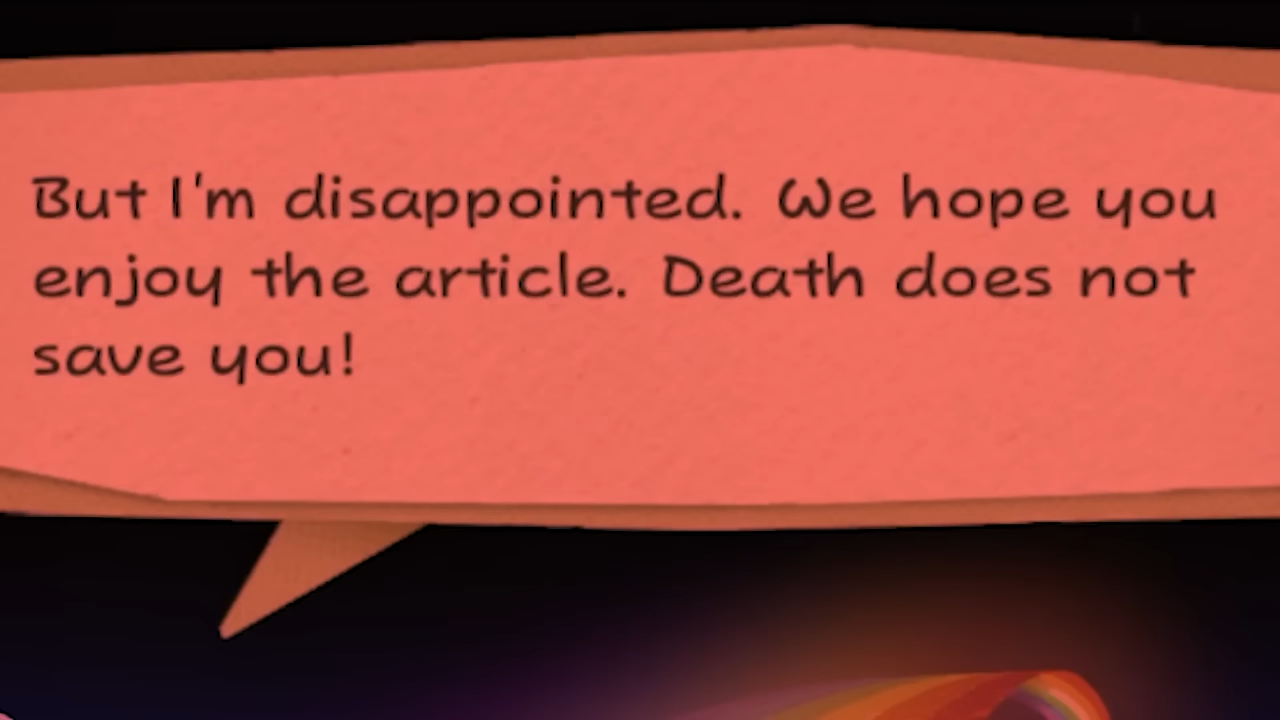 But I'm disappointed. We hope you
enjoy the article. Death does not
save you!